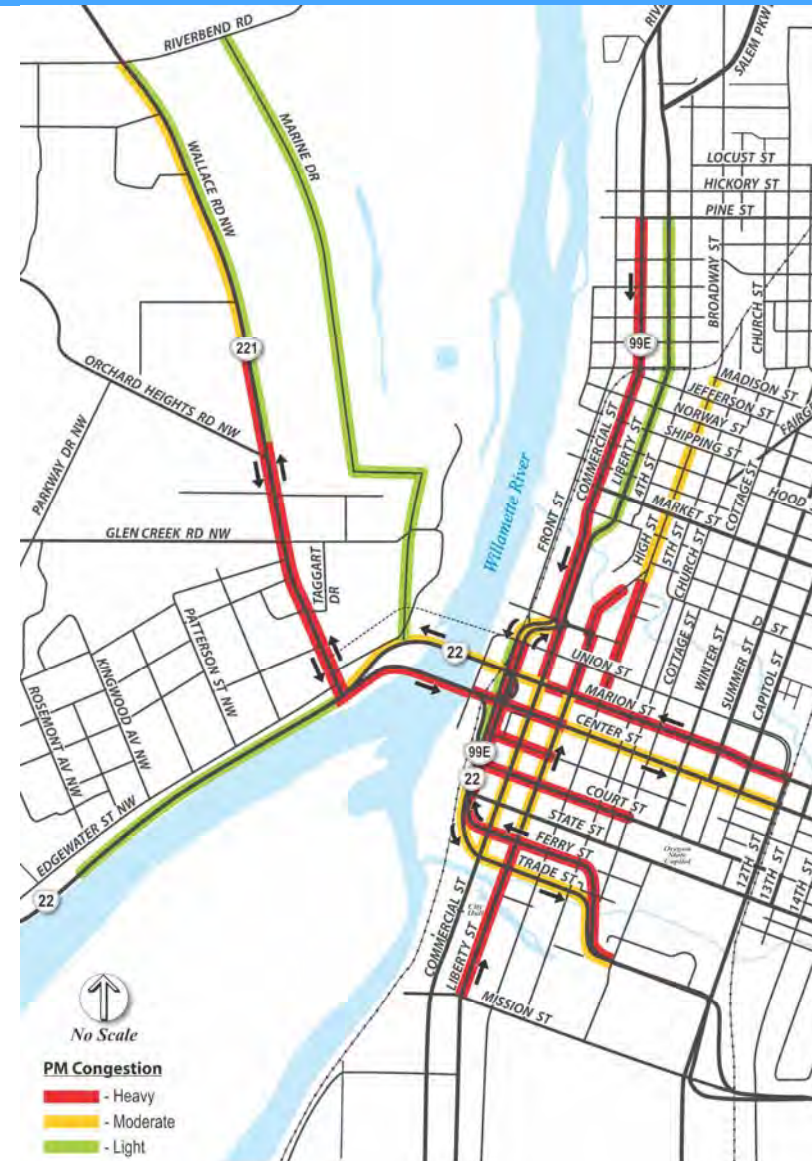 RIVERBEND RD
SALEM PKWY
MARINE DR
WALLACE RD NW
LOCUST ST
HICKORY ST
PINE ST
BROADWAY ST
CHURCH ST
221
99E
ORCHARD HEIGHTS RD NW
PARKWAY DR NW
MADISON ST
JEFFERSON ST
NORWAY ST
SHIPPING ST
COMMERCIAL ST
LIBERTY ST
4TH ST
COTTAGE ST
HOOD
MARKET ST
Willamette River
FRONT ST
HIGH ST
5TH ST
CHURCH ST
GLEN CREEK RD NW
TAGGART
DR
PATTERSON ST NW
KINGWOOD AV NW
ROSEMONT AV NW
EDGEWATER ST NW
22
22
D ST
UNION ST
COTTAGE ST
WINTER ST
SUMMER ST
CAPITOL ST
MARION ST
CENTER ST
99E
22
COURT ST
STATE ST
FERRY ST
TRADE ST
Oregon
State
Capitol
12TH ST
13TH ST
14TH ST
City
Hall
COMMERCIAL ST
LIBERTY ST
MISSION ST
No Scale
PM Congestion
- Heavy
- Moderate
- Light